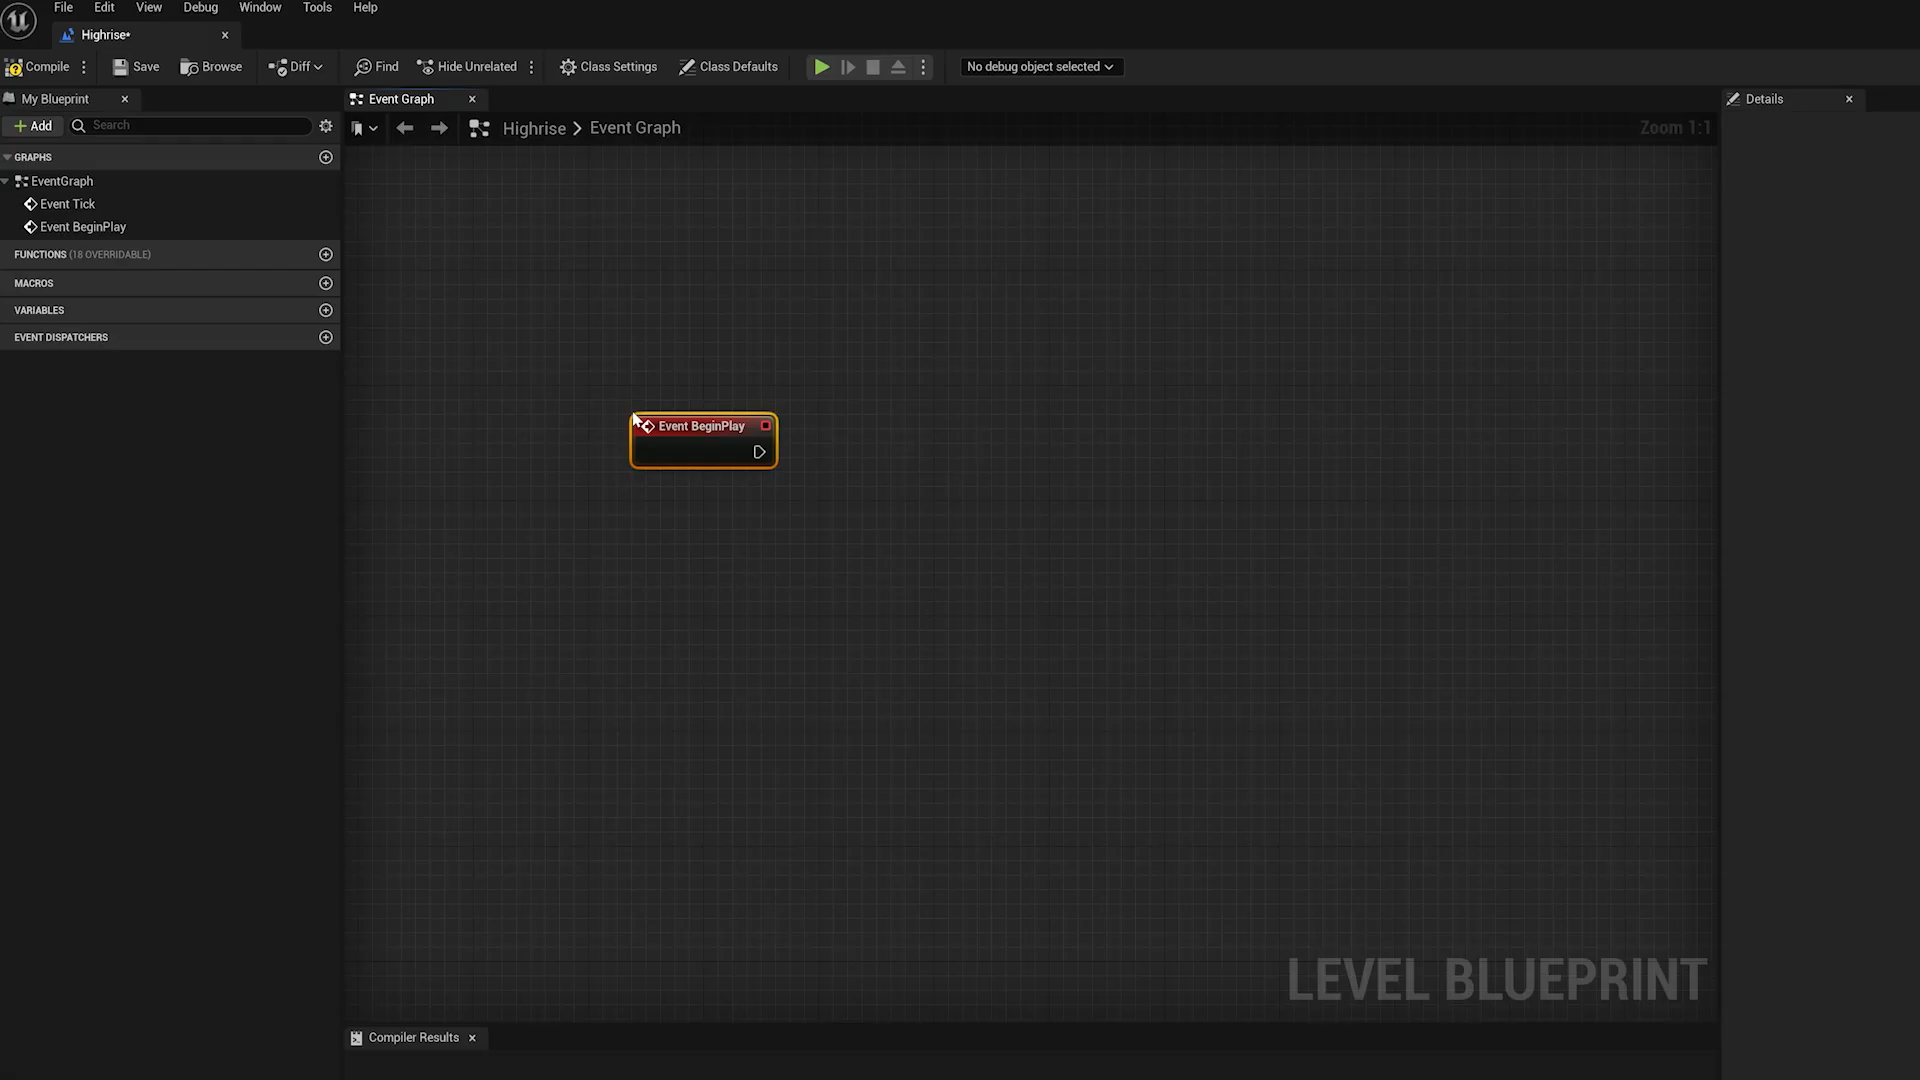 File Edit View Debug Window Tools Help
Highrise*
Compile Save Browse Diff Find Hide Unrelated Class Settings Class Defaults No debug object selected
My Blueprint Event Graph Details
Add Search Highrise > Event Graph Zoom 1:1
GRAPHS
EventGraph
Event Tick
Event BeginPlay
FUNCTIONS (18 OVERRIDABLE)
MACROS
VARIABLES
EVENT DISPATCHERS
Event BeginPlay
LEVEL BLUEPRINT
Compiler Results